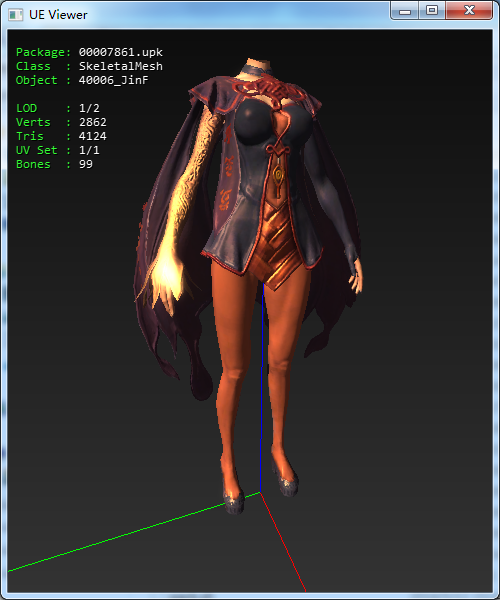 UE Viewer
Package: 00007861.upk
Class : SkeletalMesh
Object : 40006_JinF
LOD : 1/2
Verts : 2862
Tris : 4124
UV Set : 1/1
Bones : 99